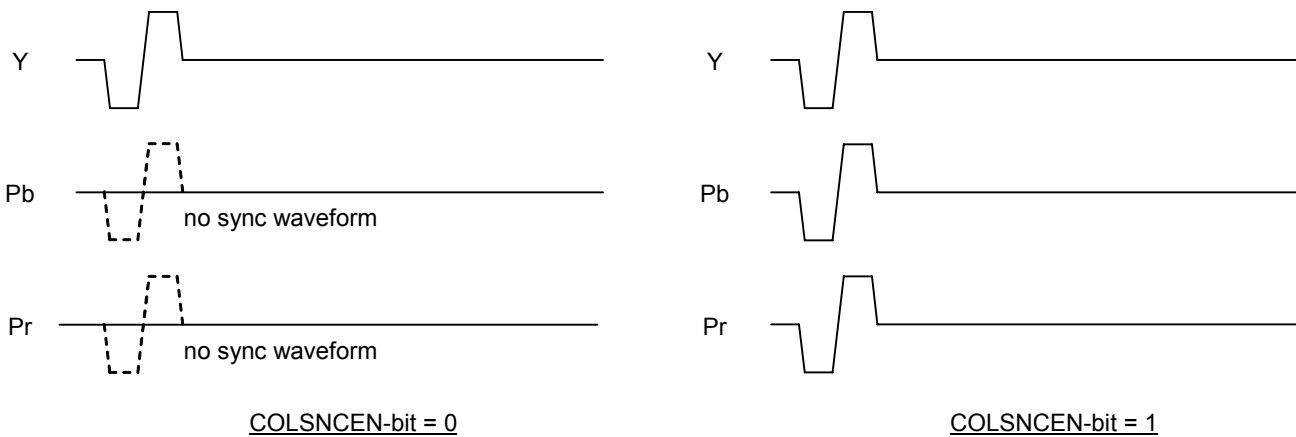 Y
Pb
no sync waveform
Pr
no sync waveform
COLSNCEN-bit = 0
Y
Pb
Pr
COLSNCEN-bit = 1